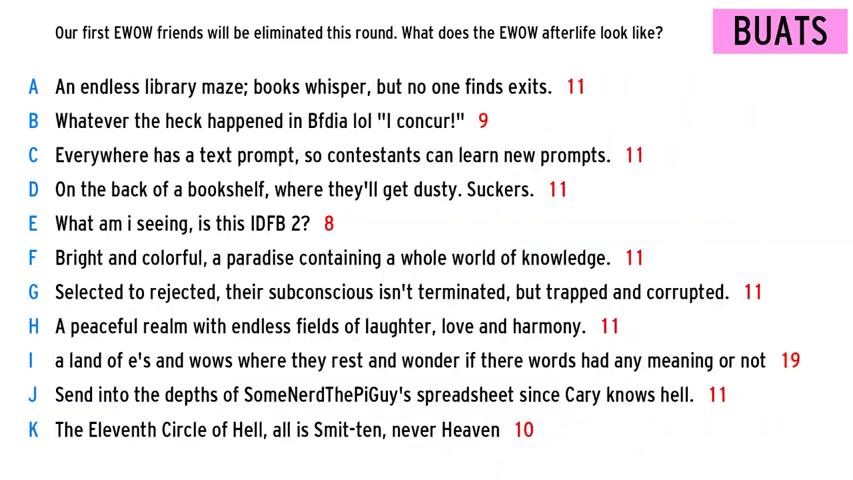 Our first EWOW friends will be eliminated this round. What does the EWOW afterlife look like?
BUATS
A An endless library maze; books whisper, but no one finds exits. 11
B Whatever the heck happened in Bfdia lol "I concur!" 9
C Everywhere has a text prompt, so contestants can learn new prompts. 11
D On the back of a bookshelf, where they'll get dusty. Suckers. 11
E What am i seeing, is this IDFB 2? 8
F Bright and colorful, a paradise containing a whole world of knowledge. 11
G Selected to rejected, their subconscious isn't terminated, but trapped and corrupted. 11
H A peaceful realm with endless fields of laughter, love and harmony. 11
I a land of e's and wows where they rest and wonder if there words had any meaning or not 19
J Send into the depths of SomeNerdThePiGuy's spreadsheet since Cary knows hell. 11
K The Eleventh Circle of Hell, all is Smit-ten, never Heaven 10